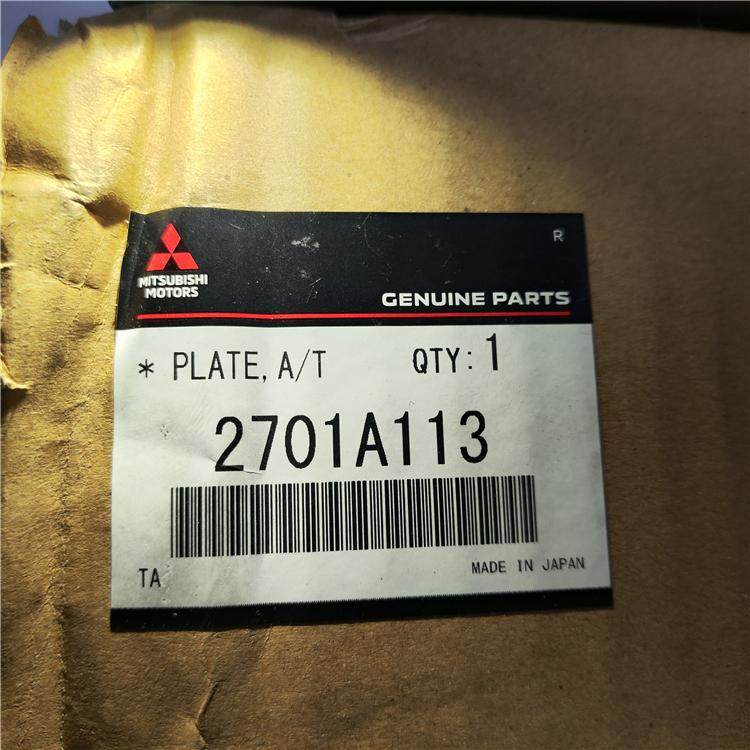 R
MITSUBISHI
MOTORS
GENUINE PARTS
* PLATE, A/T QTY: 1
2701A113
TA MADE IN JAPAN